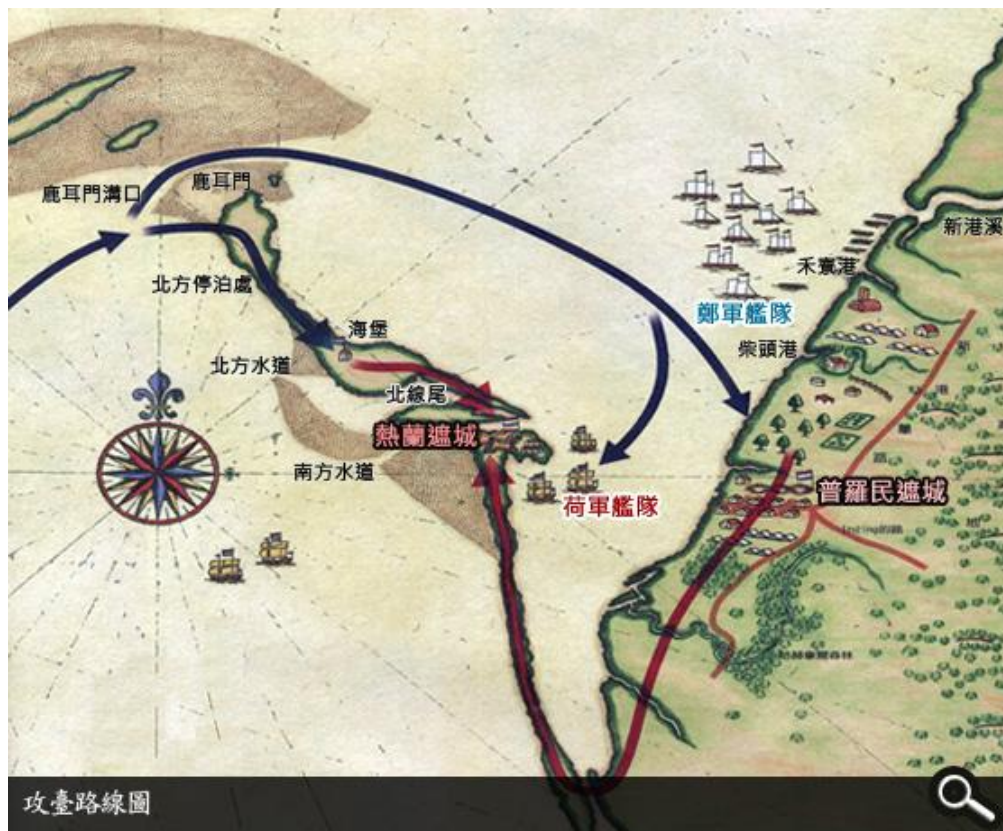 鹿耳門溝口
鹿耳門
新港溪
北方停泊處
禾寮港
鄭軍艦隊
海堡
柴頭港
北方水道
北線尾
熱蘭遮城
南方水道
荷軍艦隊
普羅民遮城
攻臺路線圖